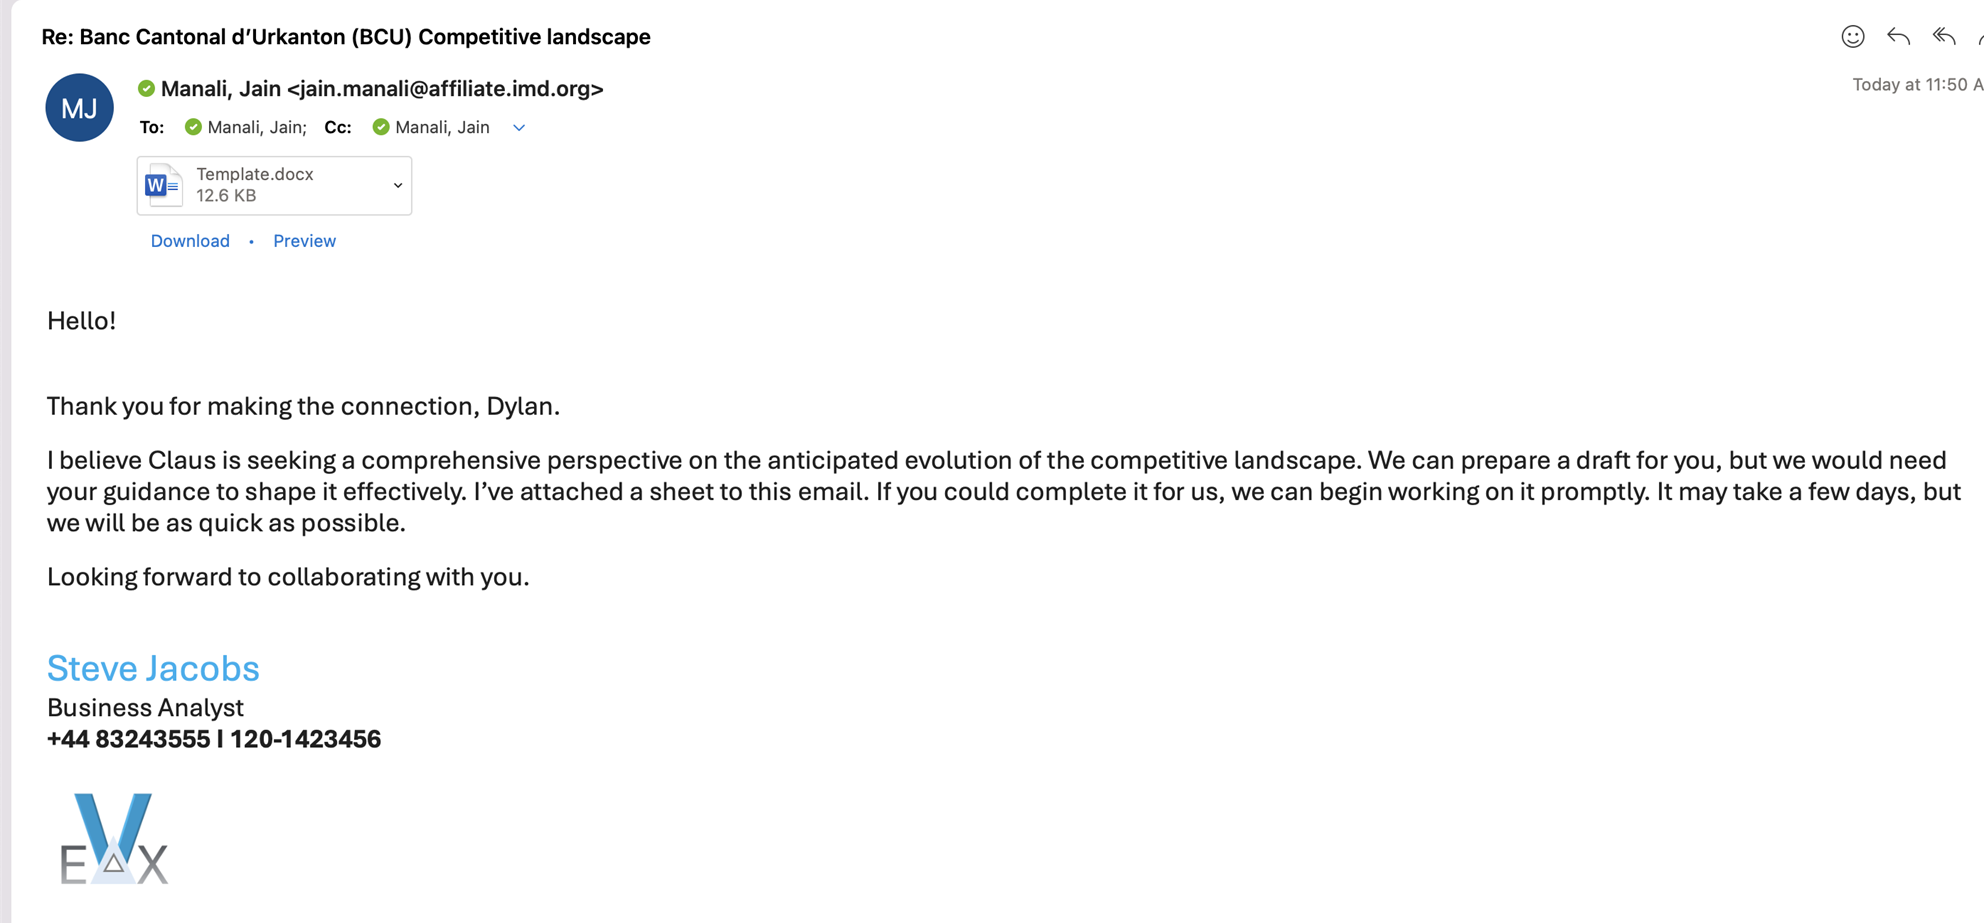 Re: Banc Cantonal d’Urkanton (BCU) Competitive landscape
MJ
Manali, Jain <jain.manali@affiliate.imd.org>
Today at 11:50 A
To: Manali, Jain; Cc: Manali, Jain
W
Template.docx
12.6 KB
Download • Preview
Hello!
Thank you for making the connection, Dylan.
I believe Claus is seeking a comprehensive perspective on the anticipated evolution of the competitive landscape. We can prepare a draft for you, but we would need
your guidance to shape it effectively. I’ve attached a sheet to this email. If you could complete it for us, we can begin working on it promptly. It may take a few days, but
we will be as quick as possible.
Looking forward to collaborating with you.
Steve Jacobs
Business Analyst
+44 83243555 I 120-1423456
EVX